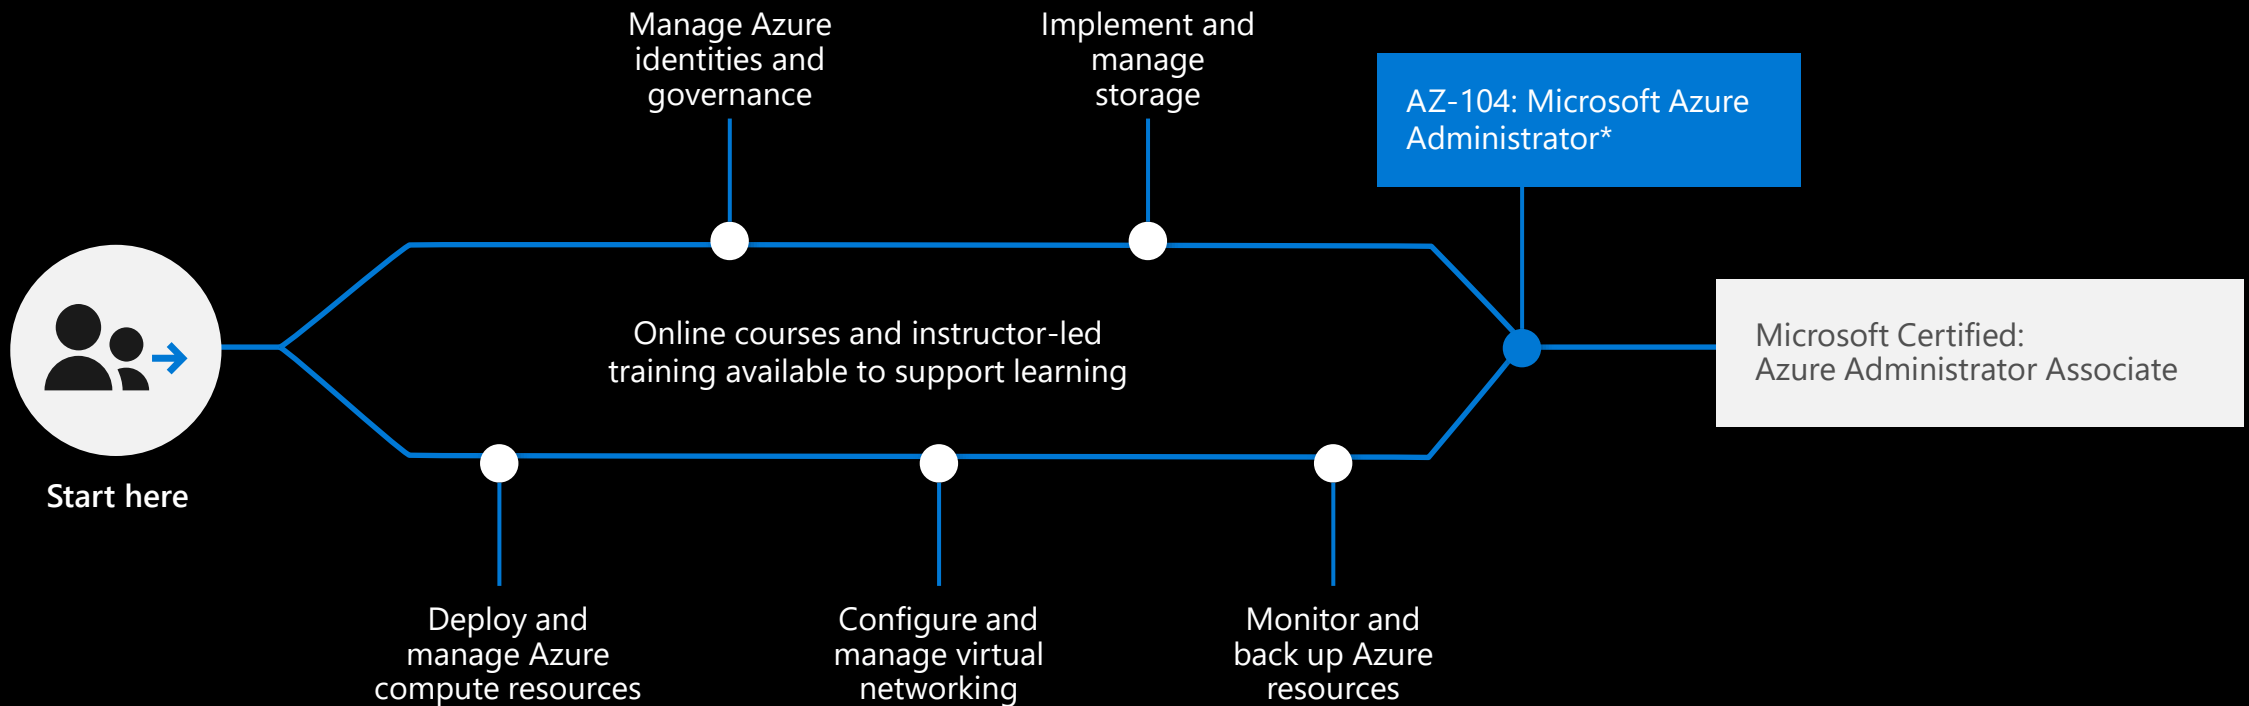 Manage Azure
identities and
governance
Implement and
manage
storage
AZ-104: Microsoft Azure
Administrator*
Online courses and instructor-led
training available to support learning
Microsoft Certified:
Azure Administrator Associate
Start here
Deploy and
manage Azure
compute resources
Configure and
manage virtual
networking
Monitor and
back up Azure
resources